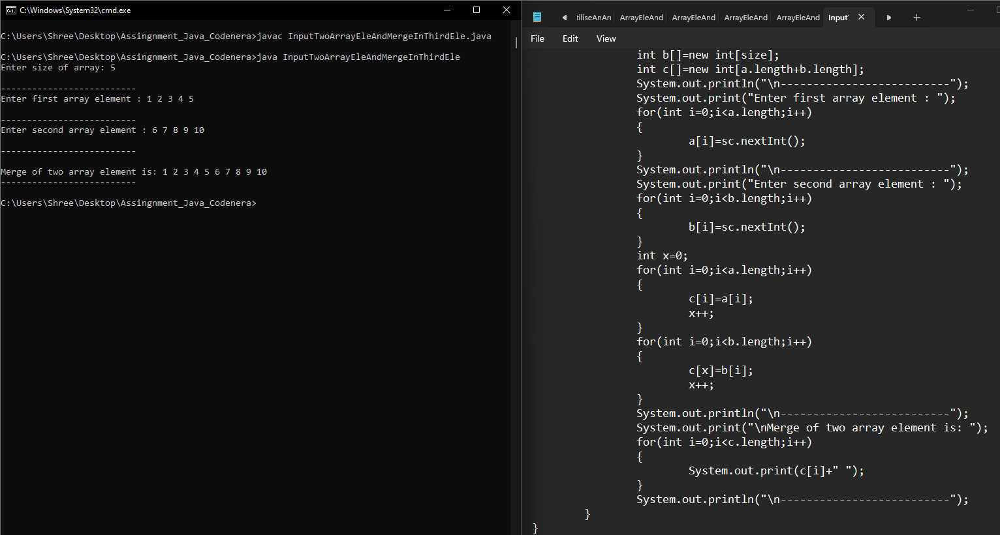 C:\Windows\System32\cmd.exe
C:\Users\Shree\Desktop\Assingnment_Java_Codenera>javac InputTwoArrayEleAndMergeInThirdEle.java
C:\Users\Shree\Desktop\Assingnment_Java_Codenera>java InputTwoArrayEleAndMergeInThirdEle
Enter size of array: 5
--------------------------
Enter first array element : 1 2 3 4 5
--------------------------
Enter second array element : 6 7 8 9 10
--------------------------
Merge of two array element is: 1 2 3 4 5 6 7 8 9 10
--------------------------
C:\Users\Shree\Desktop\Assingnment_Java_Codenera>
tiliseAnArr ArrayEleAnd ArrayEleAnd ArrayEleAnd ArrayEleAnd InputT
File Edit View
int b[]=new int[size];
int c[]=new int[a.length+b.length];
System.out.println("\n--------------------------");
System.out.print("Enter first array element : ");
for(int i=0;i<a.length;i++)
{
a[i]=sc.nextInt();
}
System.out.println("\n--------------------------");
System.out.print("Enter second array element : ");
for(int i=0;i<b.length;i++)
{
b[i]=sc.nextInt();
}
int x=0;
for(int i=0;i<a.length;i++)
{
c[i]=a[i];
x++;
}
for(int i=0;i<b.length;i++)
{
c[x]=b[i];
x++;
}
System.out.println("\n--------------------------");
System.out.print("\nMerge of two array element is: ");
for(int i=0;i<c.length;i++)
{
System.out.print(c[i]+" ");
}
System.out.println("\n--------------------------");
}
}